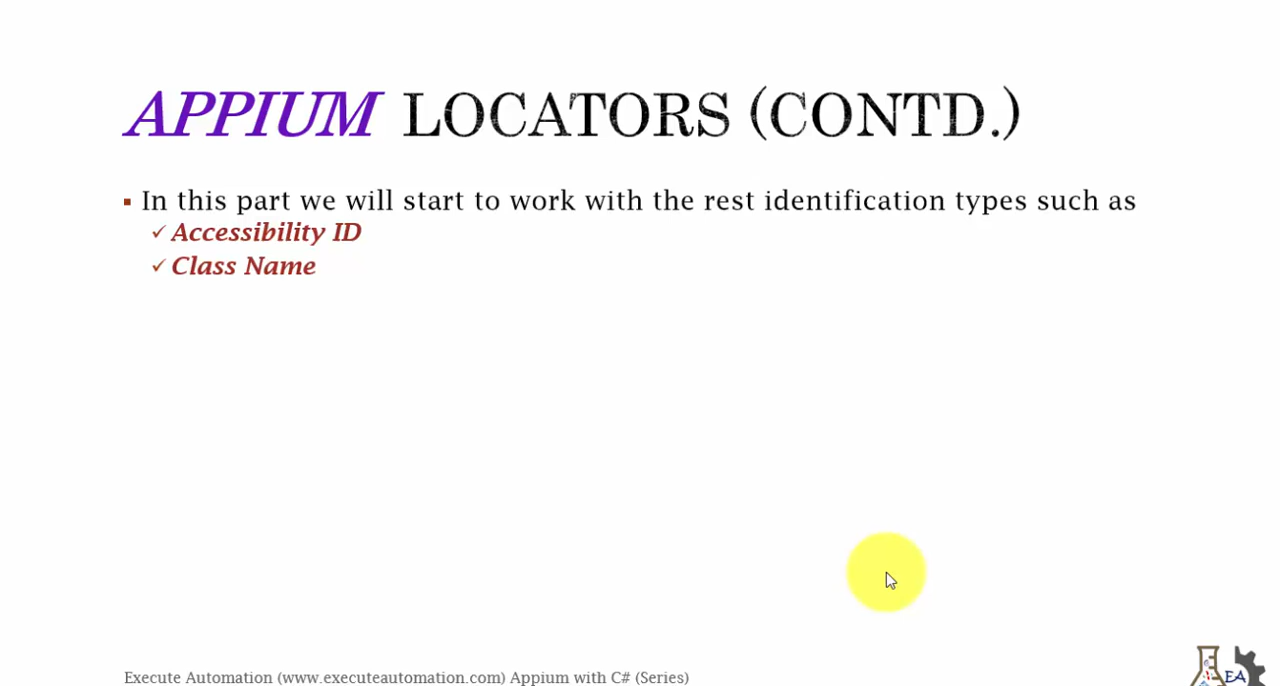 APPIUM LOCATORS (CONTD.)
In this part we will start to work with the rest identification types such as
Accessibility ID
Class Name
Execute Automation (www.executeautomation.com) Appium with C# (Series)
EA